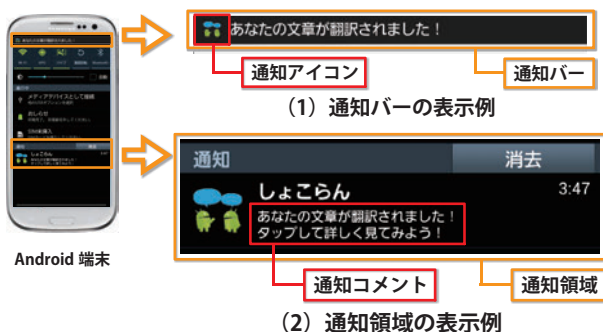 あなたの文章が翻訳されました！
通知アイコン
通知バー
（1）通知バーの表示例
通知
消去
しょこらん
3:47
あなたの文章が翻訳されました！
タップして詳しく見てみよう！
Android 端末
通知コメント
通知領域
（2）通知領域の表示例